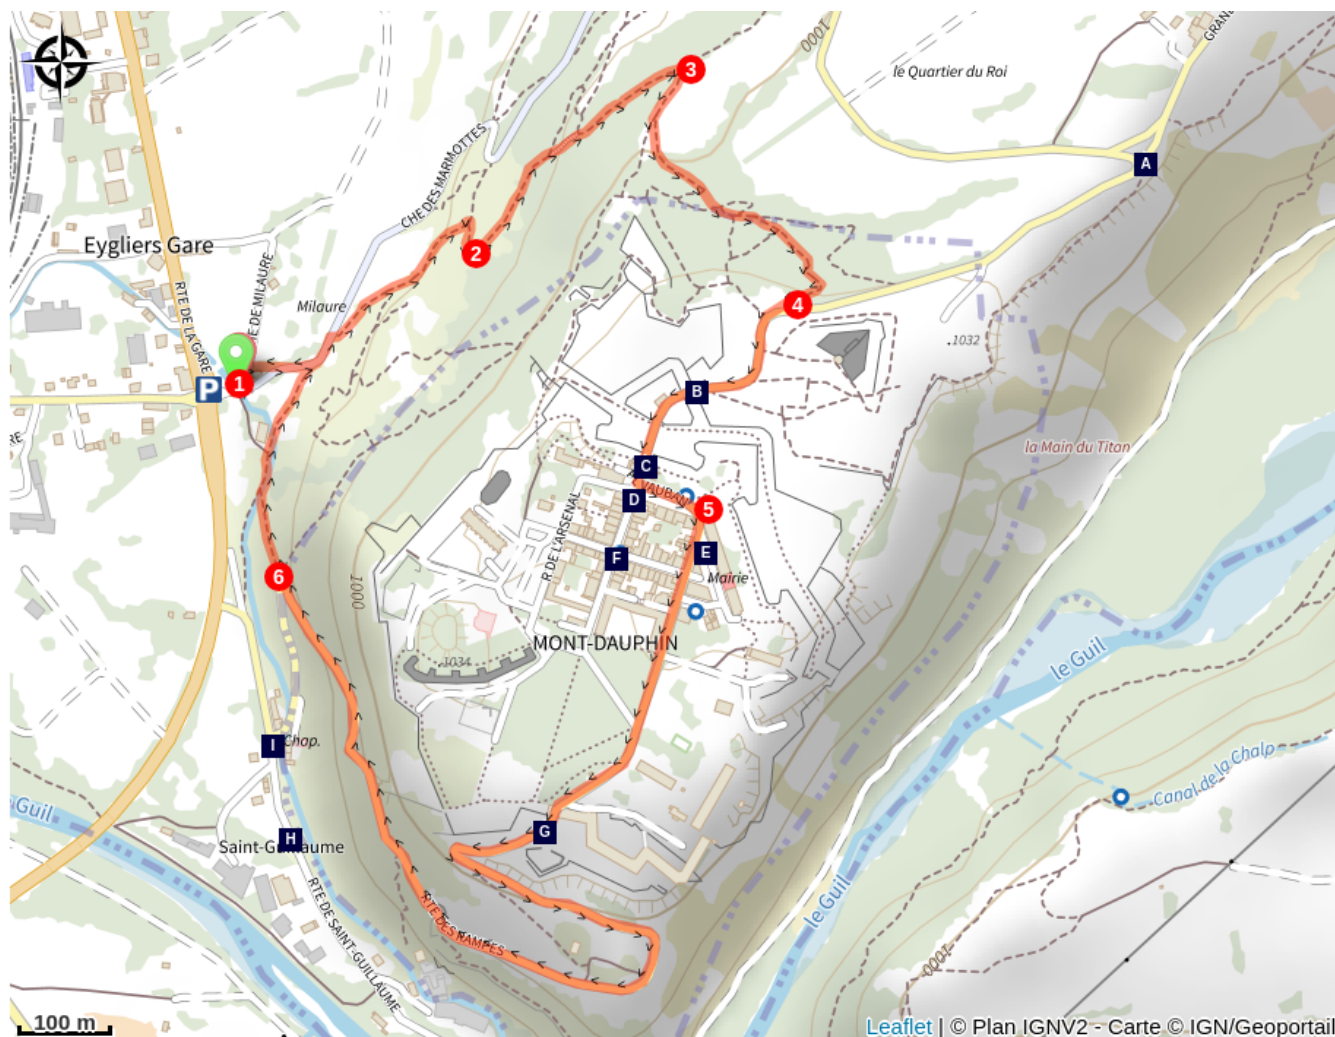 le Quartier du Roi
GRAN
1000
3
A
CHE DES MARMOTTES
Eygliers Gare
2
RTE DE LA GARE
E DE MILAURE
Milaure
4
.1032
P
1
B
la Main du Titan
RE
C
VAUBAN
D
5
R DE L'ARSENAL
E
F
Mairie
6
1000
MONT-DAUPHIN
1034
le Guil
I
Chap.
Canal de la Chalp
le Guil
G
H
Saint-Guillaume
RTE DES RAMPES
RTE DE SAINT-GUILLAUME
le Guil
1000
100 m
Leaflet | © Plan IGNV2 - Carte © IGN/Geoportail